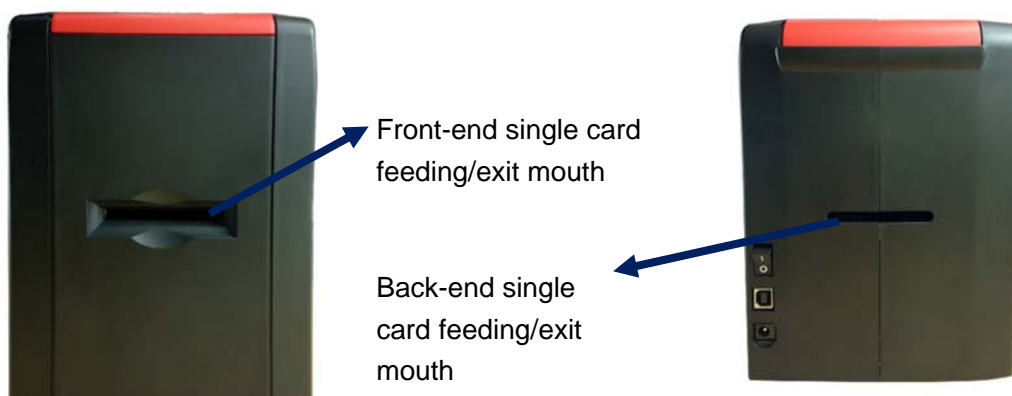 Front-end single card
feeding/exit mouth
Back-end single
card feeding/exit
mouth